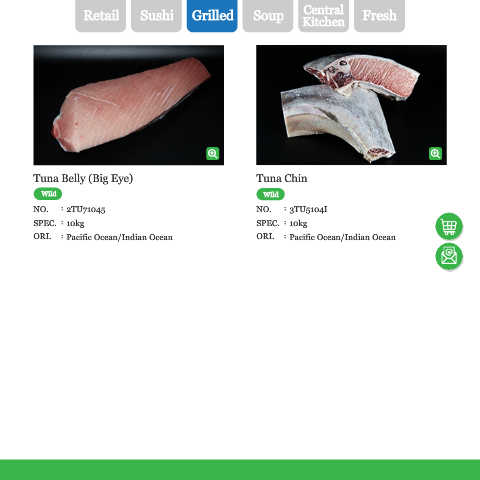 Retail
Sushi
Grilled
Soup
Central
Kitchen
Fresh
Tuna Belly (Big Eye)
Wild
NO. : 2TU71045
SPEC. : 10kg
ORI. : Pacific Ocean/Indian Ocean
Tuna Chin
Wild
NO. : 3TU5104I
SPEC. : 10kg
ORI. : Pacific Ocean/Indian Ocean